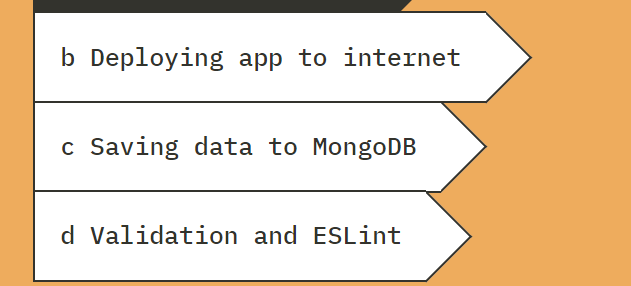 b Deploying app to internet
c Saving data to MongoDB
d Validation and ESLint